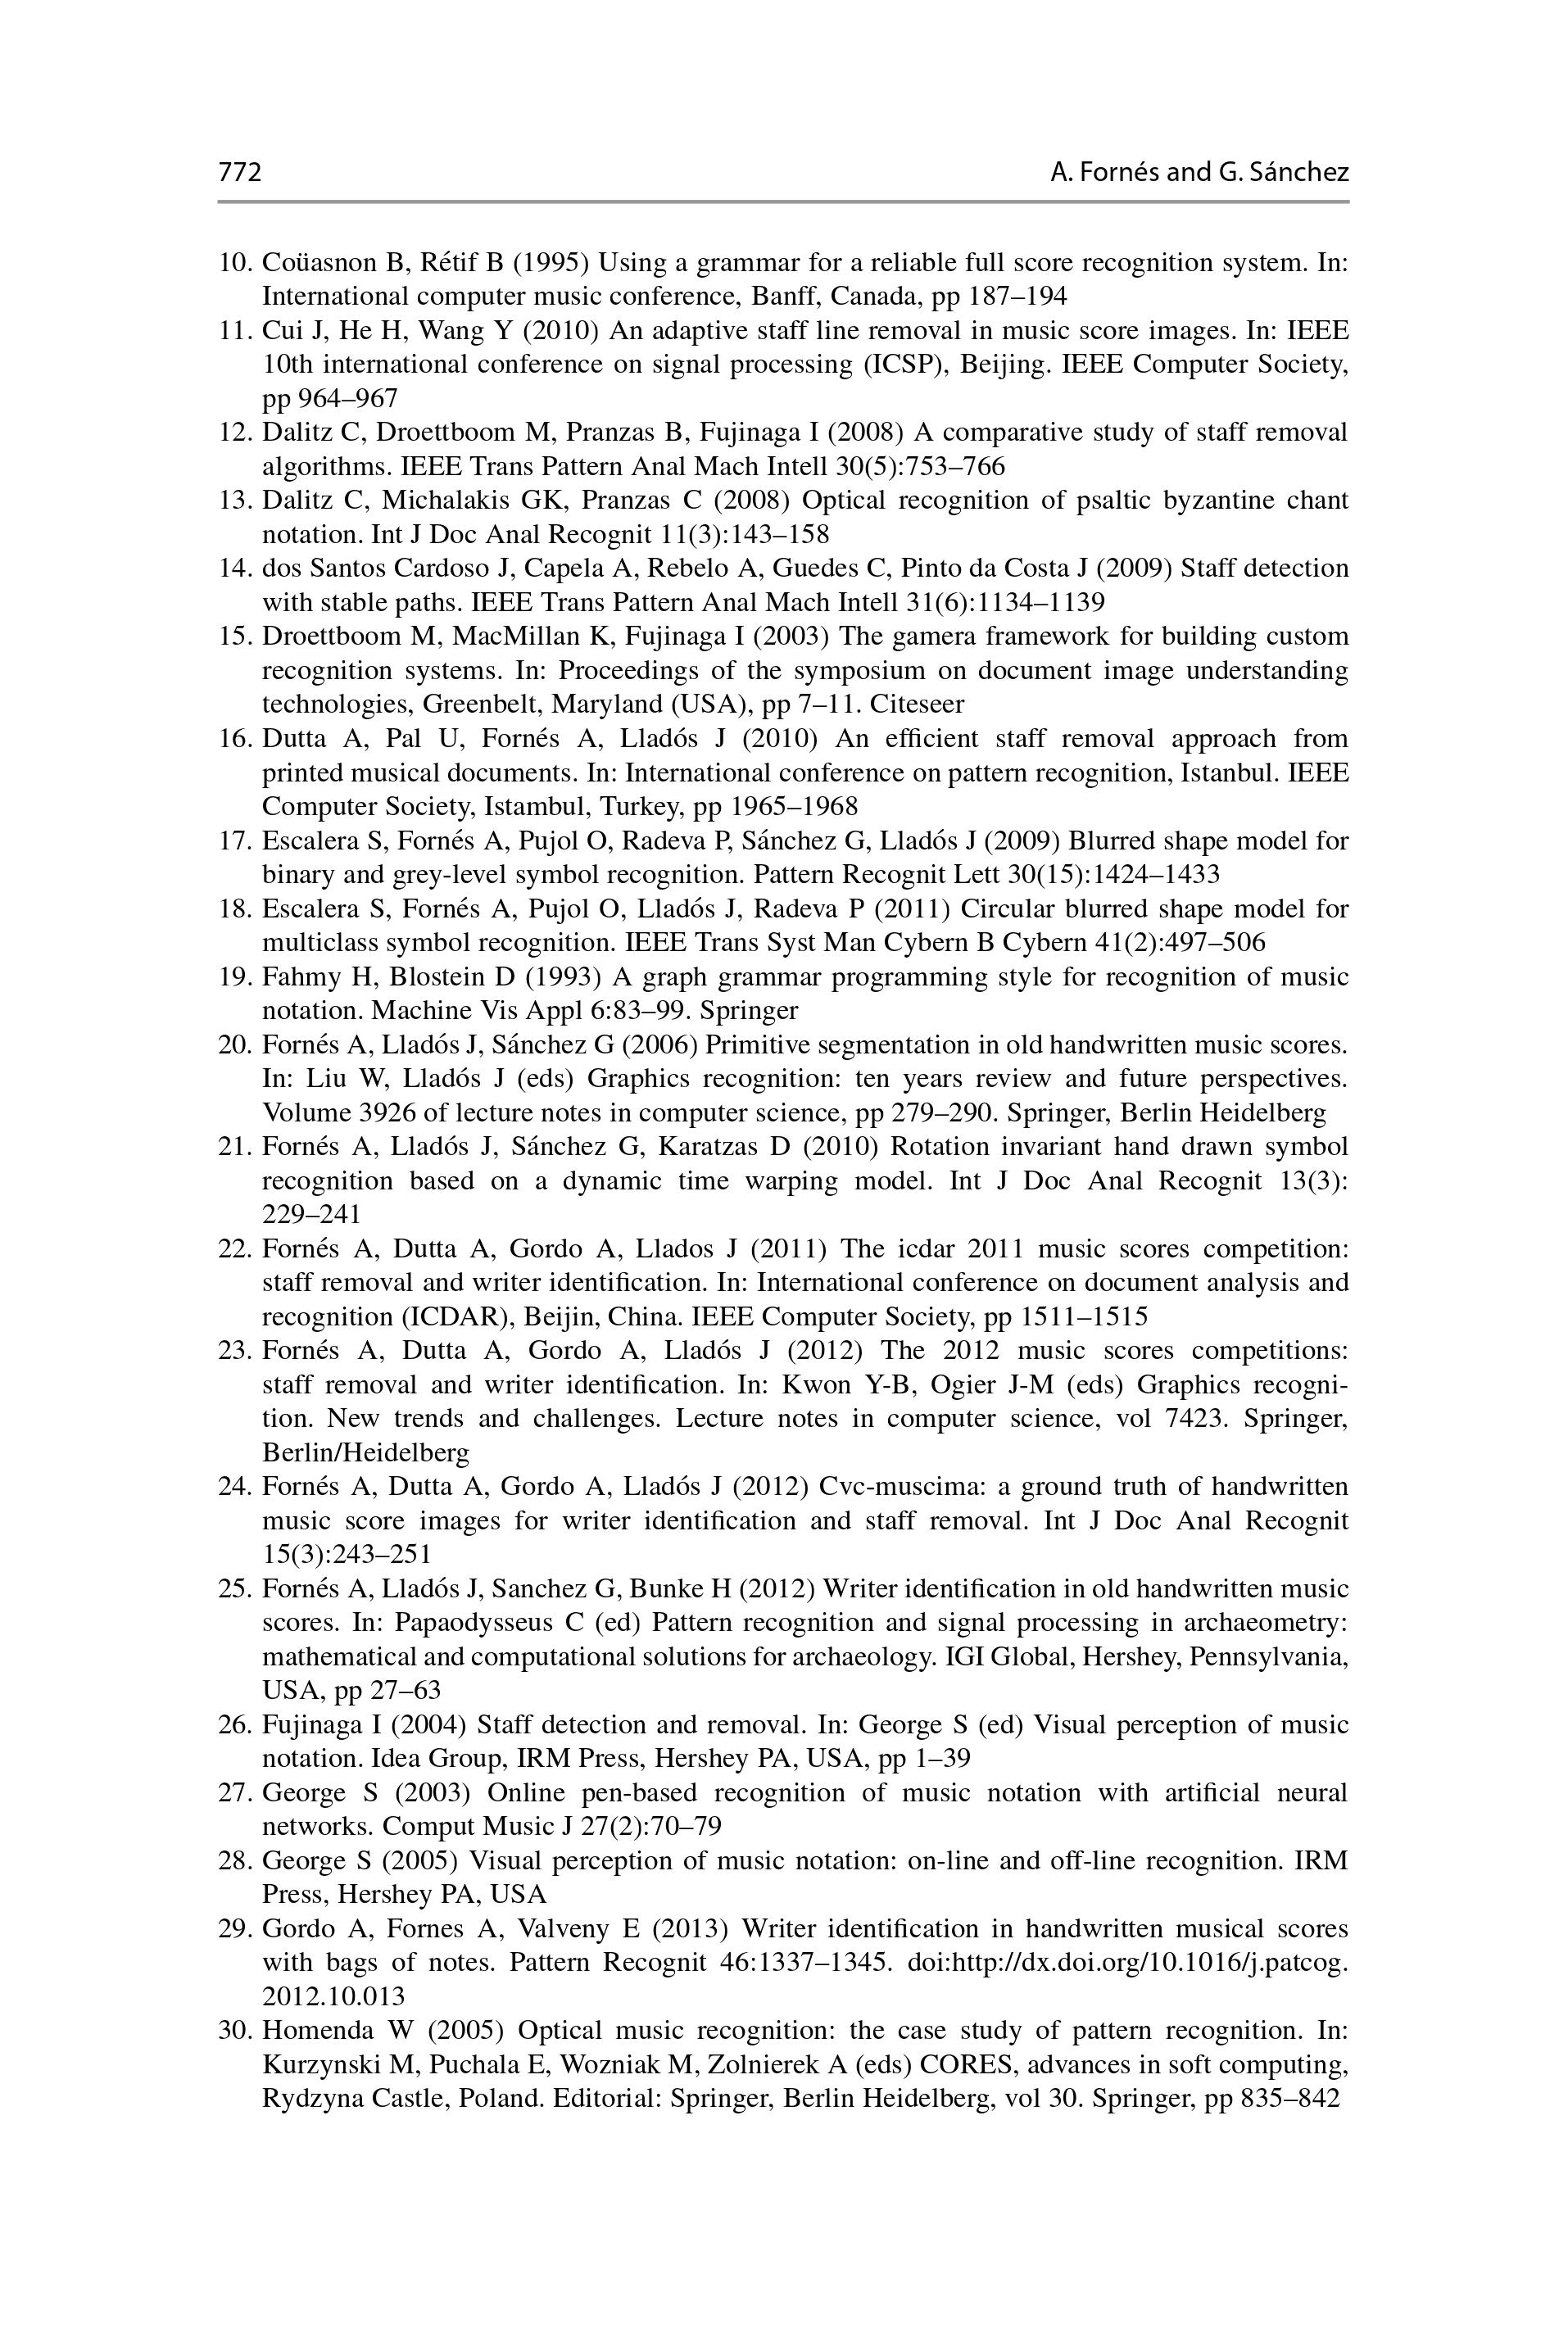 772 A. Fornés and G. Sánchez
10. Coüasnon B, Rétif B (1995) Using a grammar for a reliable full score recognition system. In:
International computer music conference, Banff, Canada, pp 187–194
11. Cui J, He H, Wang Y (2010) An adaptive staff line removal in music score images. In: IEEE
10th international conference on signal processing (ICSP), Beijing. IEEE Computer Society,
pp 964–967
12. Dalitz C, Droettboom M, Pranzas B, Fujinaga I (2008) A comparative study of staff removal
algorithms. IEEE Trans Pattern Anal Mach Intell 30(5):753–766
13. Dalitz C, Michalakis GK, Pranzas C (2008) Optical recognition of psaltic byzantine chant
notation. Int J Doc Anal Recognit 11(3):143–158
14. dos Santos Cardoso J, Capela A, Rebelo A, Guedes C, Pinto da Costa J (2009) Staff detection
with stable paths. IEEE Trans Pattern Anal Mach Intell 31(6):1134–1139
15. Droettboom M, MacMillan K, Fujinaga I (2003) The gamera framework for building custom
recognition systems. In: Proceedings of the symposium on document image understanding
technologies, Greenbelt, Maryland (USA), pp 7–11. Citeseer
16. Dutta A, Pal U, Fornés A, Lladós J (2010) An efficient staff removal approach from
printed musical documents. In: International conference on pattern recognition, Istanbul. IEEE
Computer Society, Istambul, Turkey, pp 1965–1968
17. Escalera S, Fornés A, Pujol O, Radeva P, Sánchez G, Lladós J (2009) Blurred shape model for
binary and grey-level symbol recognition. Pattern Recognit Lett 30(15):1424–1433
18. Escalera S, Fornés A, Pujol O, Lladós J, Radeva P (2011) Circular blurred shape model for
multiclass symbol recognition. IEEE Trans Syst Man Cybern B Cybern 41(2):497–506
19. Fahmy H, Blostein D (1993) A graph grammar programming style for recognition of music
notation. Machine Vis Appl 6:83–99. Springer
20. Fornés A, Lladós J, Sánchez G (2006) Primitive segmentation in old handwritten music scores.
In: Liu W, Lladós J (eds) Graphics recognition: ten years review and future perspectives.
Volume 3926 of lecture notes in computer science, pp 279–290. Springer, Berlin Heidelberg
21. Fornés A, Lladós J, Sánchez G, Karatzas D (2010) Rotation invariant hand drawn symbol
recognition based on a dynamic time warping model. Int J Doc Anal Recognit 13(3):
229–241
22. Fornés A, Dutta A, Gordo A, Llados J (2011) The icdar 2011 music scores competition:
staff removal and writer identification. In: International conference on document analysis and
recognition (ICDAR), Beijin, China. IEEE Computer Society, pp 1511–1515
23. Fornés A, Dutta A, Gordo A, Lladós J (2012) The 2012 music scores competitions:
staff removal and writer identification. In: Kwon Y-B, Ogier J-M (eds) Graphics recogni-
tion. New trends and challenges. Lecture notes in computer science, vol 7423. Springer,
Berlin/Heidelberg
24. Fornés A, Dutta A, Gordo A, Lladós J (2012) Cvc-muscima: a ground truth of handwritten
music score images for writer identification and staff removal. Int J Doc Anal Recognit
15(3):243–251
25. Fornés A, Lladós J, Sanchez G, Bunke H (2012) Writer identification in old handwritten music
scores. In: Papaodysseus C (ed) Pattern recognition and signal processing in archaeometry:
mathematical and computational solutions for archaeology. IGI Global, Hershey, Pennsylvania,
USA, pp 27–63
26. Fujinaga I (2004) Staff detection and removal. In: George S (ed) Visual perception of music
notation. Idea Group, IRM Press, Hershey PA, USA, pp 1–39
27. George S (2003) Online pen-based recognition of music notation with artificial neural
networks. Comput Music J 27(2):70–79
28. George S (2005) Visual perception of music notation: on-line and off-line recognition. IRM
Press, Hershey PA, USA
29. Gordo A, Fornes A, Valveny E (2013) Writer identification in handwritten musical scores
with bags of notes. Pattern Recognit 46:1337–1345. doi:http://dx.doi.org/10.1016/j.patcog.
2012.10.013
30. Homenda W (2005) Optical music recognition: the case study of pattern recognition. In:
Kurzynski M, Puchala E, Wozniak M, Zolnierek A (eds) CORES, advances in soft computing,
Rydzyna Castle, Poland. Editorial: Springer, Berlin Heidelberg, vol 30. Springer, pp 835–842